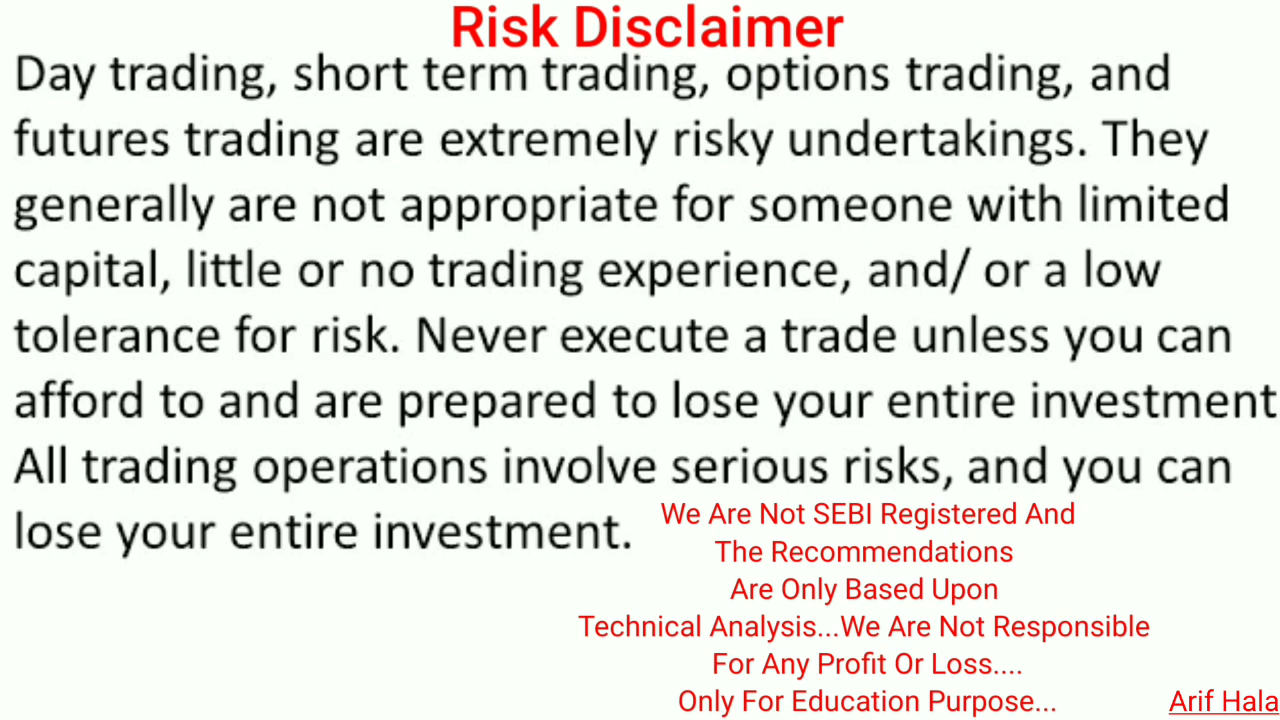 Risk Disclaimer
Day trading, short term trading, options trading, and
futures trading are extremely risky undertakings. They
generally are not appropriate for someone with limited
capital, little or no trading experience, and/ or a low
tolerance for risk. Never execute a trade unless you can
afford to and are prepared to lose your entire investment
All trading operations involve serious risks, and you can
lose your entire investment.
We Are Not SEBI Registered And
The Recommendations
Are Only Based Upon
Technical Analysis...We Are Not Responsible
For Any Profit Or Loss....
Only For Education Purpose...
Arif Hala